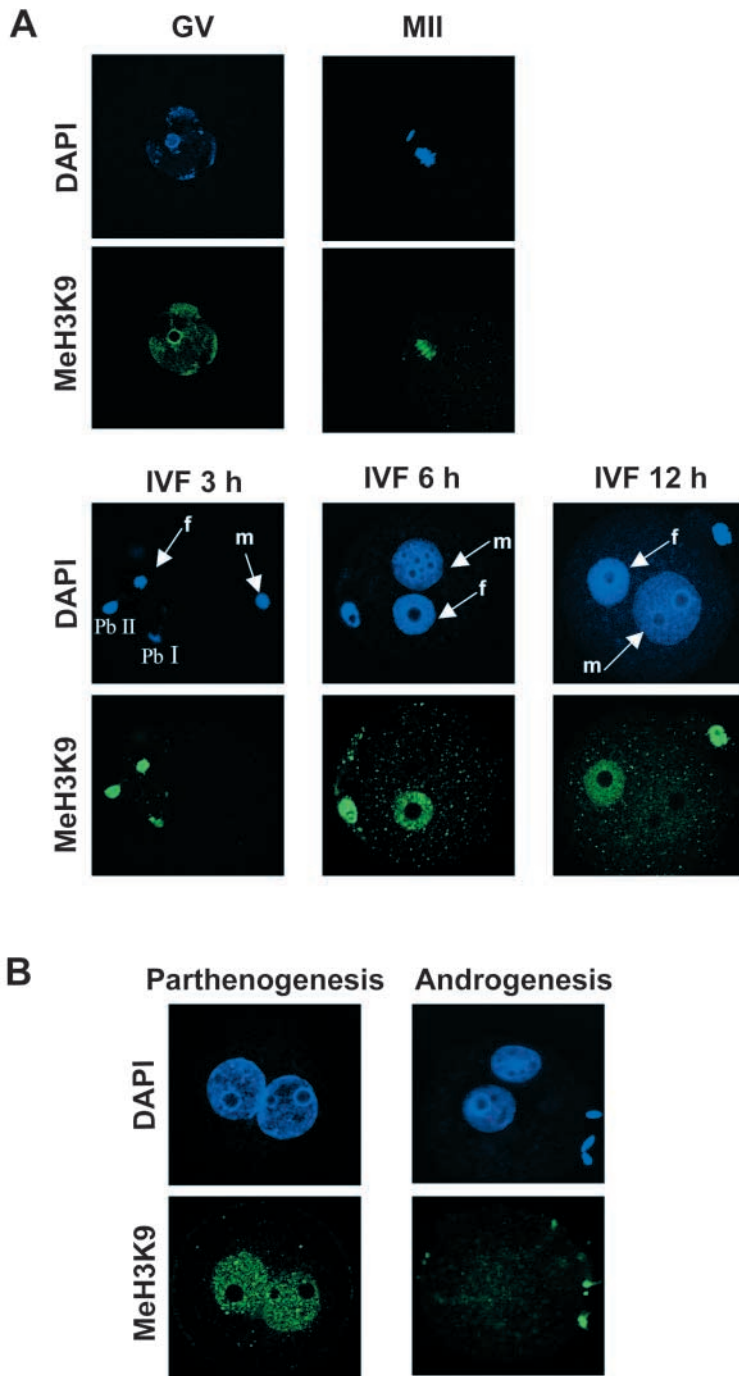 A
GV MII
DAPI
MeH3K9
IVF 3 h IVF 6 h IVF 12 h
DAPI
f
m
Pb II
Pb I
m
f
f
m
MeH3K9
B
Parthenogenesis Androgenesis
DAPI
MeH3K9